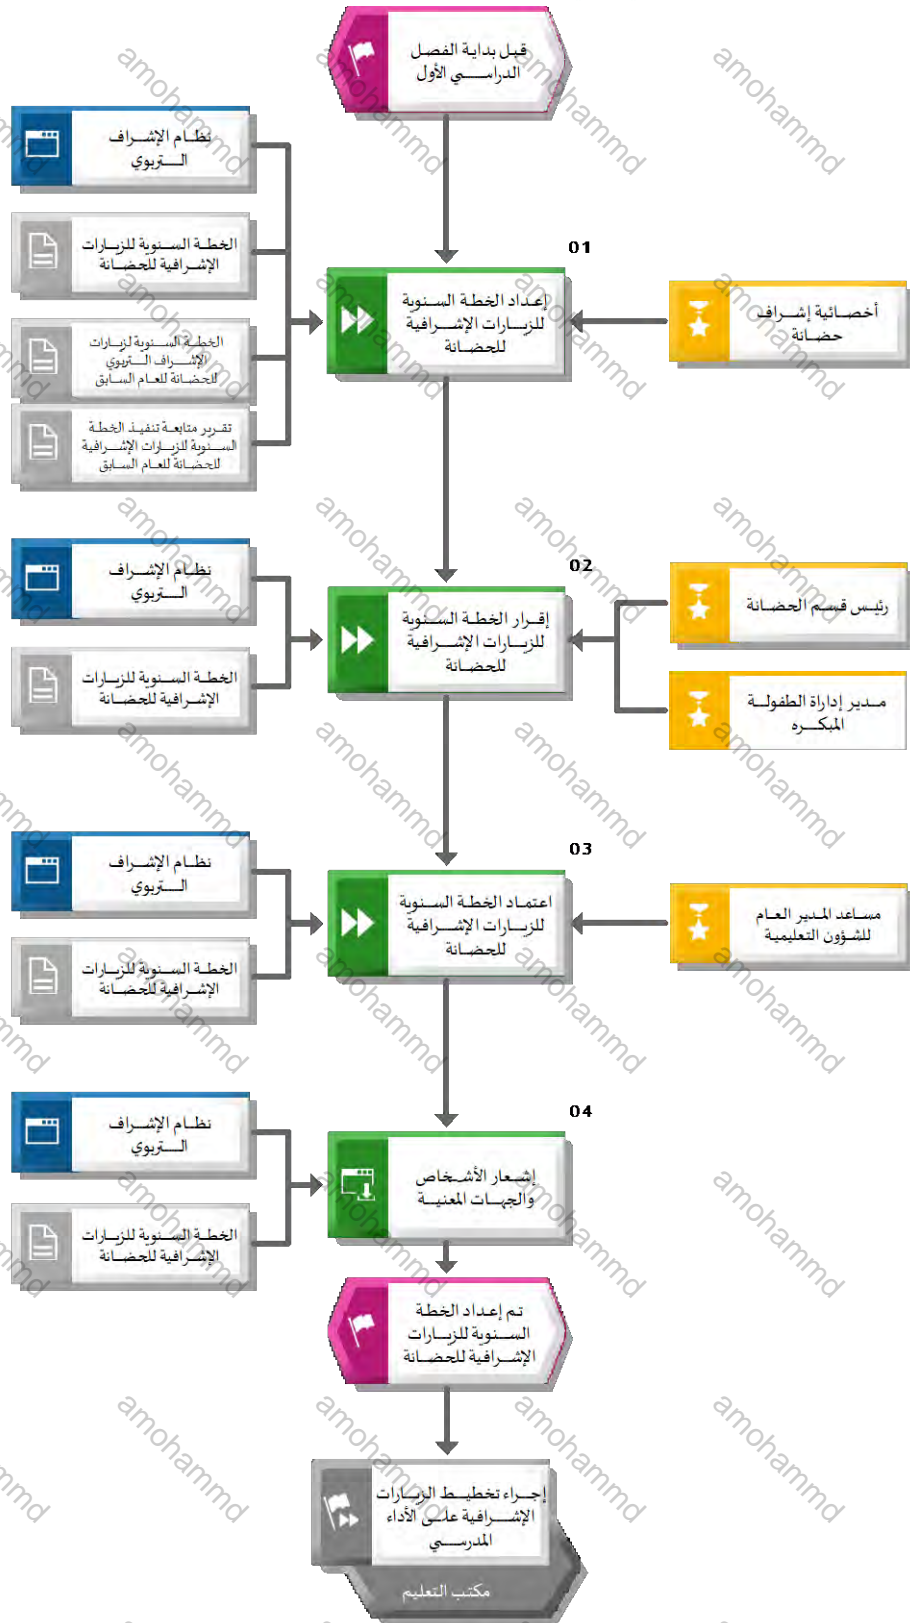 قبل بداية الفصل
الدراسي الأول
نظام الإشراف
التربوي
الخطة السنوية للزيارات
الإشرافية للحضانة
الخطة السنوية لزيارات
الإشراف التربوي
للحضانة للعام السابق
تقرير متابعة تنفيذ الخطة
السنوية للزيارات الإشرافية
للحضانة للعام السابق
01
إعداد الخطة السنوية
للزيارات الإشرافية
للحضانة
أخصائية إشراف
حضانة
02
إقرار الخطة السنوية
للزيارات الإشرافية
للحضانة
نظام الإشراف
التربوي
الخطة السنوية للزيارات
الإشرافية للحضانة
رئيس قسم الحضانة
مدير إداراة الطفولة
المبكره
03
اعتماد الخطة السنوية
للزيارات الإشرافية
للحضانة
نظام الإشراف
التربوي
الخطة السنوية للزيارات
الإشرافية للحضانة
مساعد المدير العام
للشؤون التعليمية
04
إشعار الأشخاص
والجهات المعنية
نظام الإشراف
التربوي
الخطة السنوية للزيارات
الإشرافية للحضانة
تم إعداد الخطة
السنوية للزيارات
الإشرافية للحضانة
إجراء تخطيط الزيارات
الإشرافية على الأداء
المدرسي
مكتب التعليم
amohammd